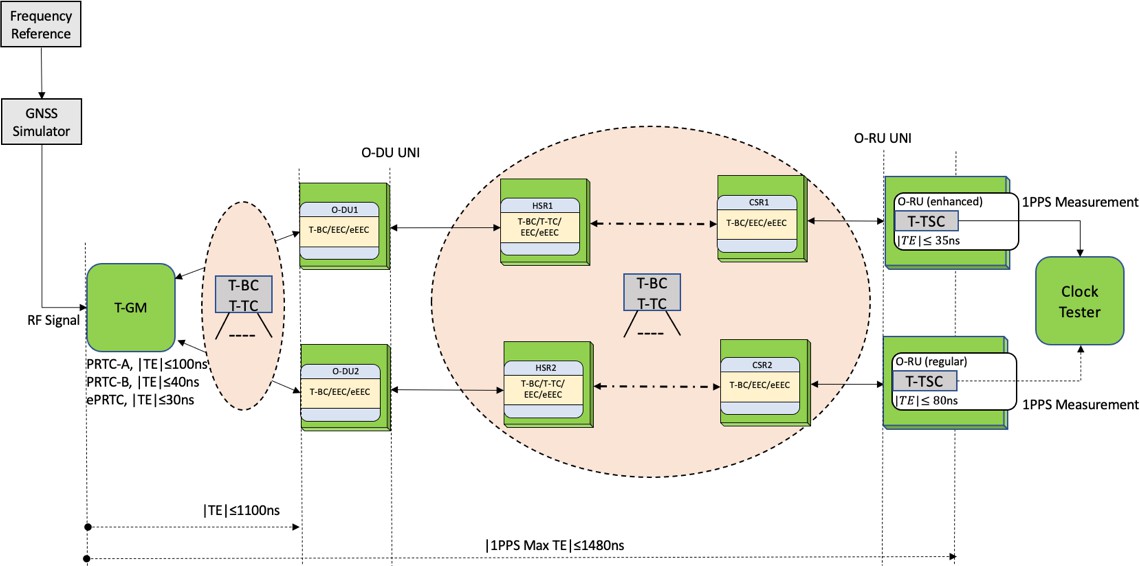 Frequency
Reference
GNSS
Simulator
RF Signal
T-GM
PRTC-A, |TE|≤100ns
PRTC-B, |TE|≤40ns
ePRTC, |TE|≤30ns
T-BC
T-TC
O-DU UNI
O-DU1
T-BC/EEC/eEEC
O-DU2
T-BC/EEC/eEEC
HSR1
T-BC/T-TC/
EEC/eEEC
CSR1
T-BC/EEC/eEEC
T-BC
T-TC
HSR2
T-BC/T-TC/
EEC/eEEC
CSR2
T-BC/EEC/eEEC
O-RU UNI
O-RU (enhanced)
T-TSC
|TE|≤ 35ns
1PPS Measurement
Clock
Tester
O-RU (regular)
T-TSC
|TE|≤ 80ns
1PPS Measurement
|TE|≤1100ns
|1PPS Max TE|≤1480ns